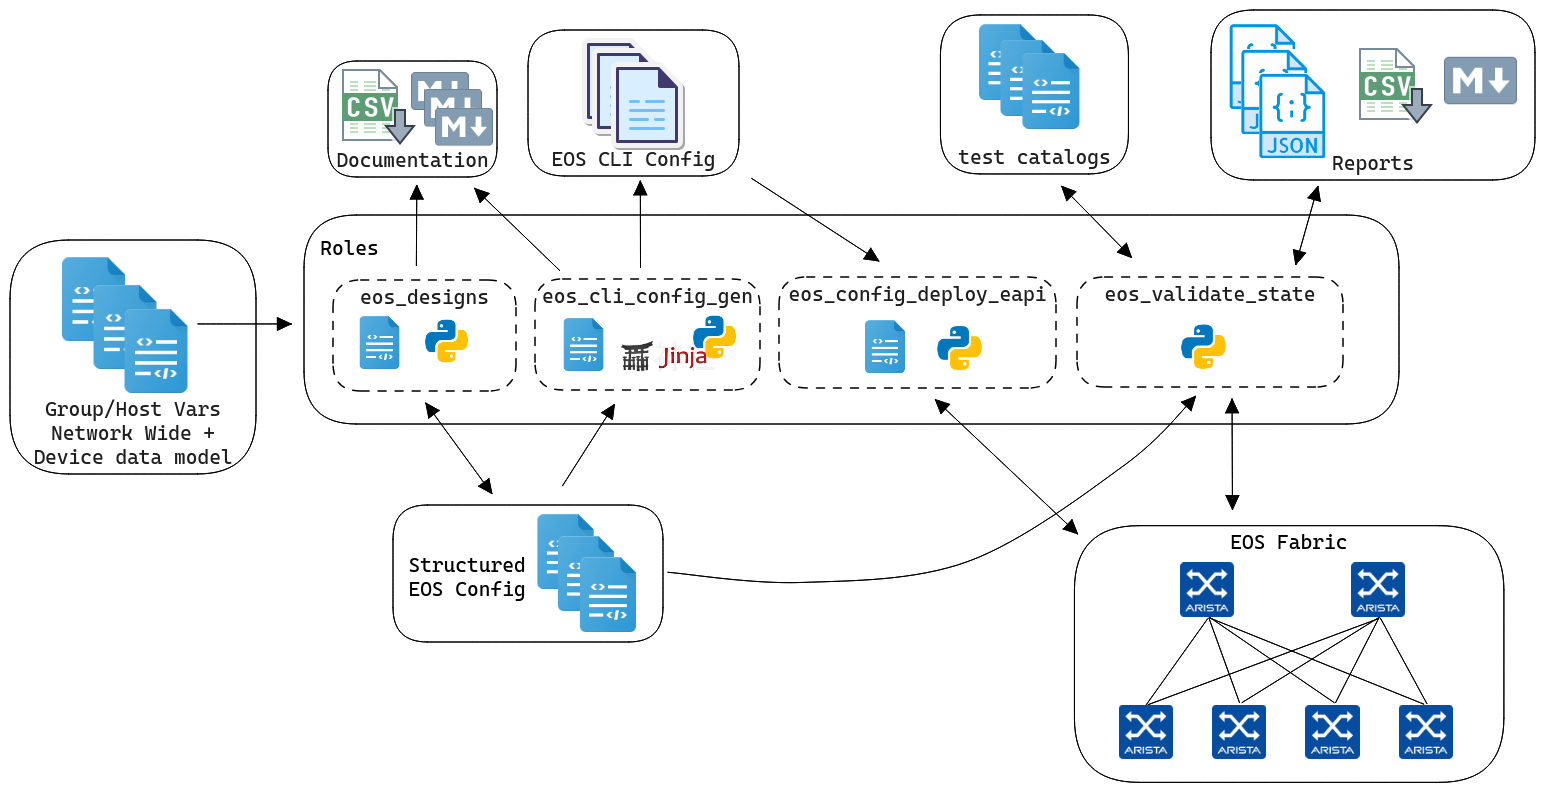 CSV
M
M
M
Documentation
EOS CLI Config
test catalogs
{;}
JSON
CSV
M
Reports
Roles
Group/Host Vars
Network Wide +
Device data model
eos_designs
eos_cli_config_gen
Jinja
eos_config_deploy_eapi
eos_validate_state
Structured
EOS Config
EOS Fabric
ARISTA
ARISTA
ARISTA
ARISTA
ARISTA
ARISTA